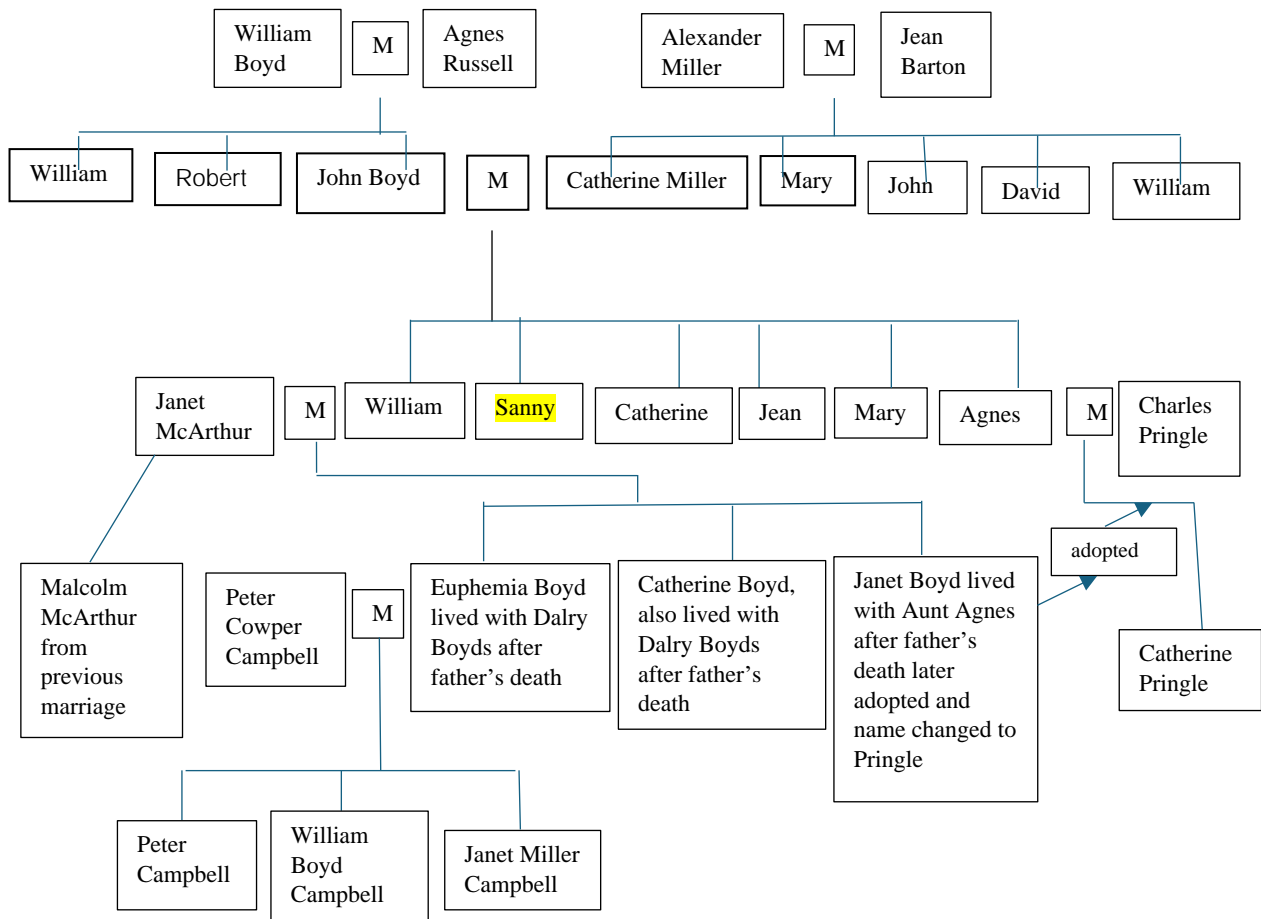 William
Boyd
M
Agnes
Russell
Alexander
Miller
M
Jean
Barton
William
Robert
John Boyd
M
Catherine Miller
Mary
John
David
William
Janet
McArthur
M
William
Sanny
Catherine
Jean
Mary
Agnes
M
Charles
Pringle
adopted
Malcolm
McArthur
from
previous
marriage
Peter
Cowper
Campbell
M
Euphemia Boyd
lived with Dalry
Boyds after
father’s death
Catherine Boyd,
also lived with
Dalry Boyds
after father’s
death
Janet Boyd lived
with Aunt Agnes
after father’s
death later
adopted and
name changed to
Pringle
Catherine
Pringle
Peter
Campbell
William
Boyd
Campbell
Janet Miller
Campbell